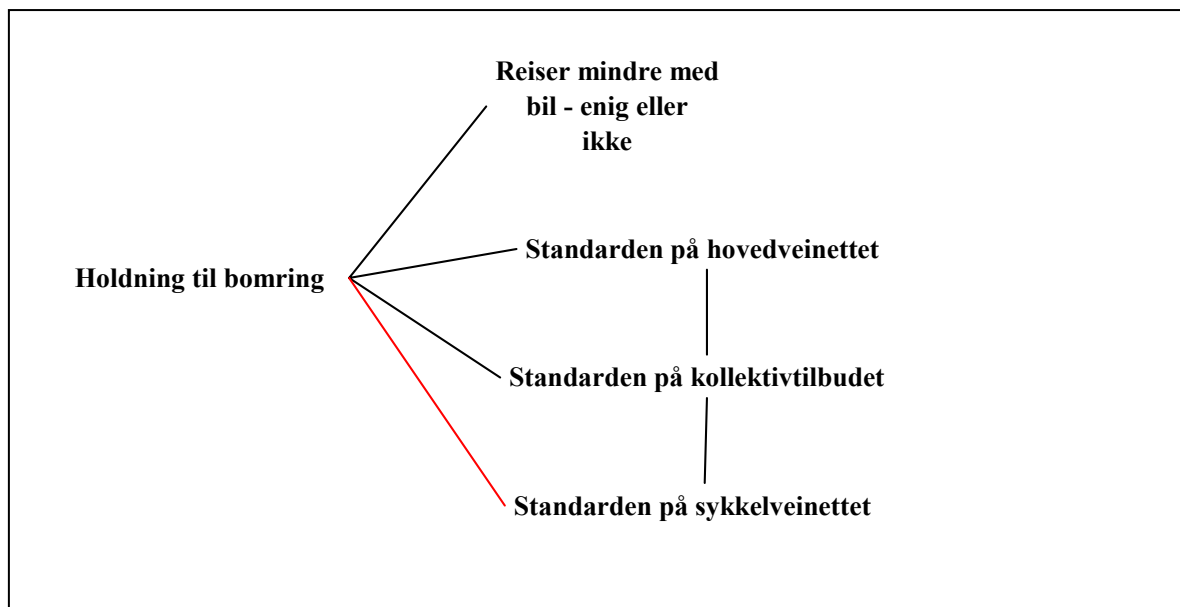 Reiser mindre med
bil - enig eller
ikke
Standarden på hovedveinettet
Holdning til bomring
Standarden på kollektivtilbudet
Standarden på sykkelveinettet